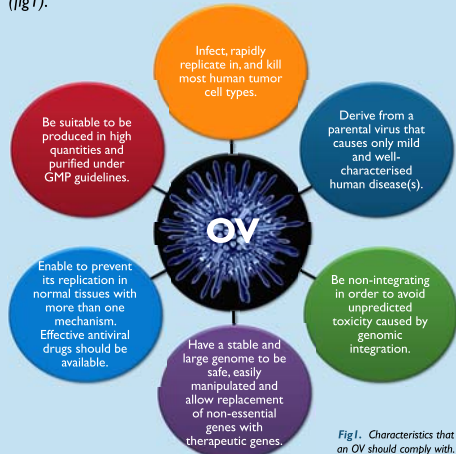 (fig1).
Infect, rapidly
replicate in, and kill
most human tumor
cell types.
Derive from a
parental virus that
causes only mild
and well-
characterised
human disease(s).
Be non-integrating
in order to avoid
unpredicted
toxicity caused by
genomic
integration.
Have a stable and
large genome to be
safe, easily
manipulated and
allow replacement
of non-essential
genes with
therapeutic genes.
Enable to prevent
its replication in
normal tissues with
more than one
mechanism.
Effective antiviral
drugs should be
available.
Be suitable to be
produced in high
quantities and
purified under
GMP guidelines.
OV
Fig1. Characteristics that
an OV should comply with.